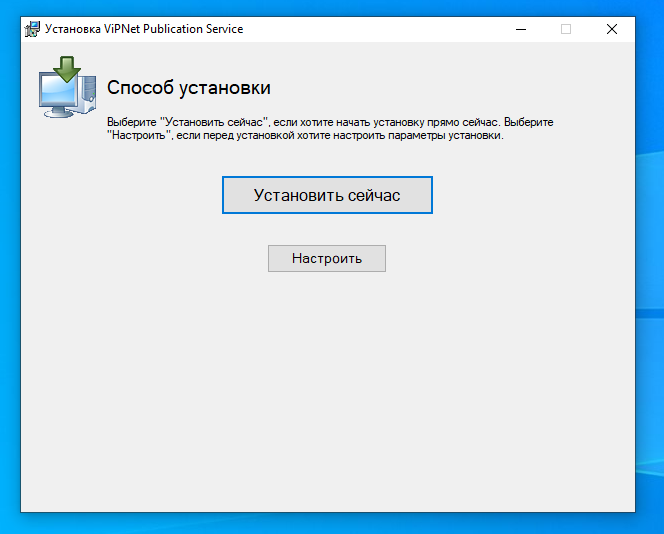 Установка ViPNet Publication Service
Способ установки
Выберите "Установить сейчас", если хотите начать установку прямо сейчас. Выберите
"Настроить", если перед установкой хотите настроить параметры установки.
Установить сейчас
Настроить